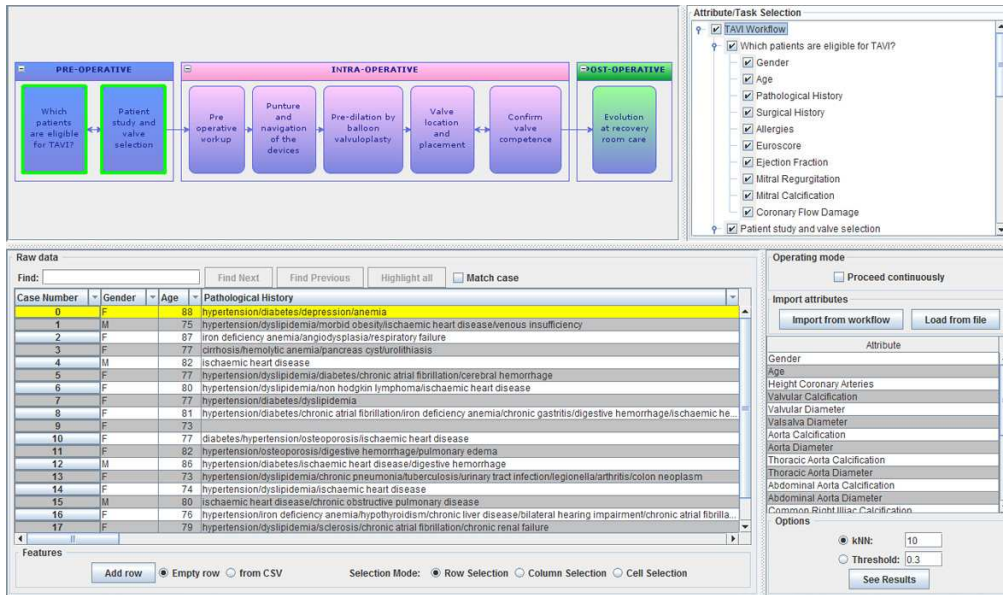 PRE-OPERATIVE
INTRA-OPERATIVE
POST-OPERATIVE
Which patients are eligible for TAVI?
Patient study and valve selection
Pre operative workup
Punture and navigation of the devices
Pre-dilation by balloon valvuloplasty
Valve location and placement
Confirm valve competence
Evolution at recovery room care
Attribute/Task Selection
TAVI Workflow
Which patients are eligible for TAVI?
Gender
Age
Pathological History
Surgical History
Allergies
Euroscore
Ejection Fraction
Mitral Regurgitation
Mitral Calcification
Coronary Flow Damage
Patient study and valve selection
Raw data
Find: Find Next Find Previous Highlight all Match case
Case Number Gender Age Pathological History
0 F 88 hypertension/diabetes/depression/anemia
1 M 75 hypertension/dyslipidemia/morbid obesity/ischaemic heart disease/venous insufficiency
2 F 87 iron deficiency anemia/angiodysplasia/respiratory failure
3 F 77 cirrhosis/hemolytic anemia/pancreas cyst/urolithiasis
4 M 82 ischaemic heart disease
5 F 77 hypertension/dyslipidemia/diabetes/chronic atrial fibrillation/cerebral hemorrhage
6 F 80 hypertension/dyslipidemia/non hodgkin lymphoma/ischaemic heart disease
7 F 77 hypertension/diabetes/dyslipidemia
8 F 81 hypertension/diabetes/chronic atrial fibrillation/iron deficiency anemia/chronic gastritis/digestive hemorrhage/ischaemic he...
9 F 73
10 F 77 diabetes/hypertension/osteoporosis/ischaemic heart disease
11 F 82 hypertension/osteoporosis/digestive hemorrhage/pulmonary edema
12 M 86 hypertension/diabetes/ischaemic heart disease/digestive hemorrhage
13 F 73 hypertension/dyslipidemia/chronic pneumonia/tuberculosis/urinary tract infection/legionella/arthritis/colon neoplasm
14 F 74 hypertension/dyslipidemia/ischaemic heart disease
15 M 80 ischaemic heart disease/chronic obstructive pulmonary disease
16 F 76 hypertension/iron deficiency anemia/hypothyroidism/chronic liver disease/bilateral hearing impairment/chronic atrial fibrilla...
17 F 79 hypertension/dyslipidemia/sclerosis/chronic atrial fibrillation/chronic renal failure
Features
Add row Empty row from CSV Selection Mode: Row Selection Column Selection Cell Selection
Operating mode
Proceed continuously
Import attributes
Import from workflow Load from file
Attribute
Gender
Age
Height Coronary Arteries
Valvular Calcification
Valvular Diameter
Valsalva Diameter
Aorta Calcification
Aorta Diameter
Thoracic Aorta Calcification
Thoracic Aorta Diameter
Abdominal Aorta Calcification
Abdominal Aorta Diameter
Common Right Illiac Calcification
Options
kNN: 10
Threshold: 0.3
See Results